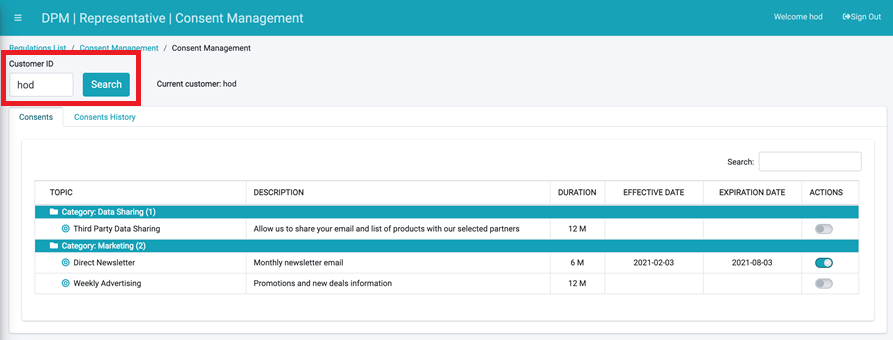 DPM | Representative | Consent Management
Welcome hod
Sign Out
Regulations List / Consent Management / Consent Management
Customer ID
hod
Search
Current customer: hod
Consents
Consents History
Search:
TOPIC DESCRIPTION DURATION EFFECTIVE DATE EXPIRATION DATE ACTIONS
Category: Data Sharing (1)
Third Party Data Sharing Allow us to share your email and list of products with our selected partners 12 M
Category: Marketing (2)
Direct Newsletter Monthly newsletter email 6 M 2021-02-03 2021-08-03
Weekly Advertising Promotions and new deals information 12 M